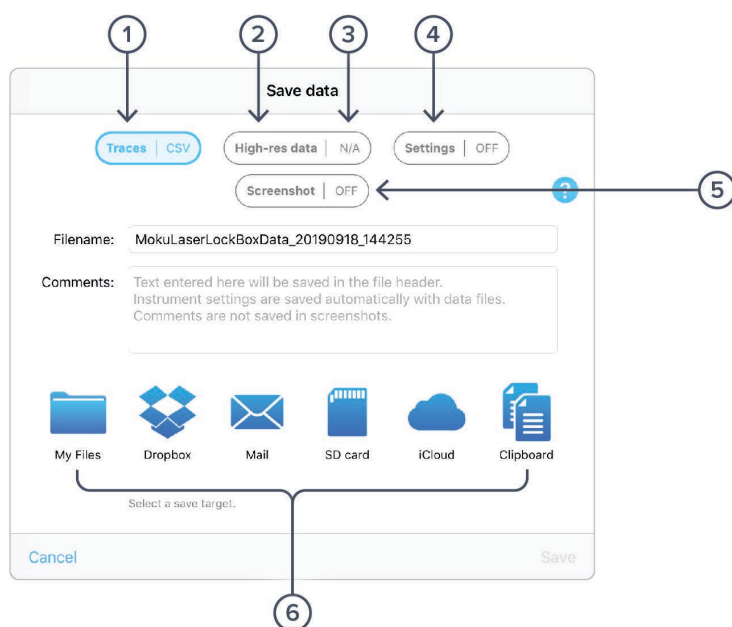 1 2 3 4
Save data
Traces | CSV High-res data | N/A Settings | OFF
Screenshot | OFF ? 5
Filename: MokuLaserLockBoxData_20190918_144255
Comments: Text entered here will be saved in the file header.
Instrument settings are saved automatically with data files.
Comments are not saved in screenshots.
My Files Dropbox Mail SD card iCloud Clipboard
Select a save target.
Cancel Save
6